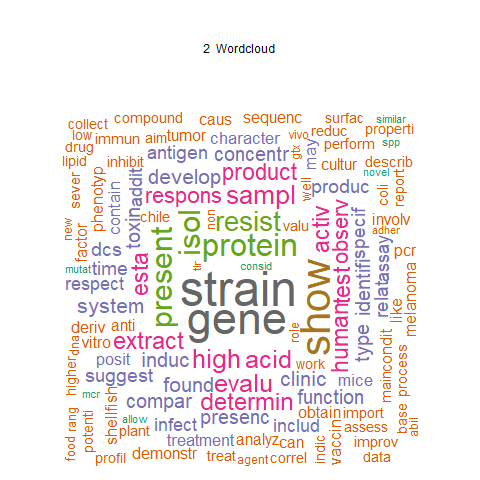 2 Wordcloud
collect compound caus sequenc surfac similar
low drug immun aim tumor character vivo reduc properti
lipid inhibit antigen concentr gtx may perform spp
sever phenotyp contain addit develop product well cultur describ
novel coli report
toxin chile respons sampl produc
new factor dcs esta present isol non resist valu activ observ specif involv adher
mutat time respect tlr protein consid human test identifi relat assay pcr
system strain show type like melanoma
deriv anti gene role main condit process
vitro dna extract high acid work
higher posit induc clinic mice base abil
mcr suggest found evalu function
shellfish compar determin obtain import
food rang potenti allow plant infect presenc includ assess
treatment analyz can indic vaccin improv
profil demonstr treat agent correl data